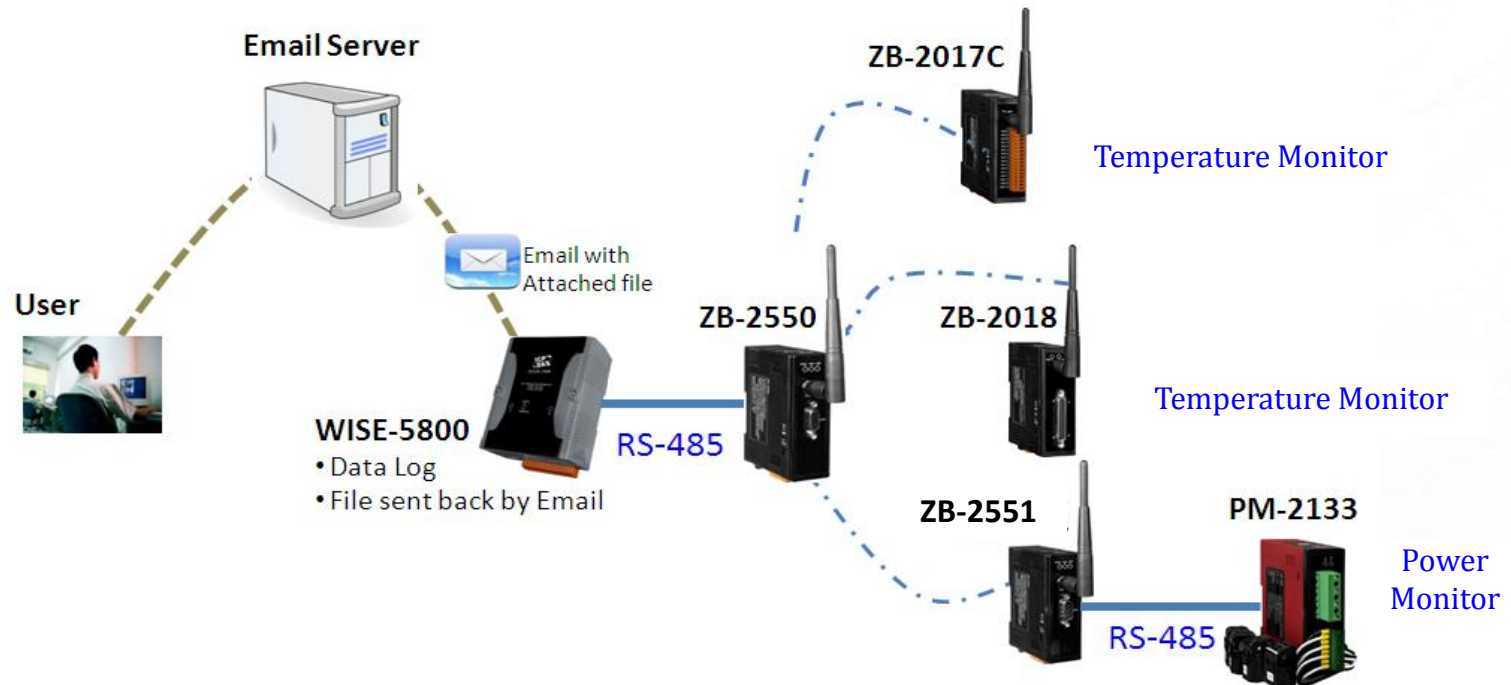 Email Server
ZB-2017C
Temperature Monitor
Email with
Attached file
User
ZB-2550
ZB-2018
WISE-5800
• Data Log
• File sent back by Email
RS-485
Temperature Monitor
ZB-2551
PM-2133
Power
Monitor
RS-485